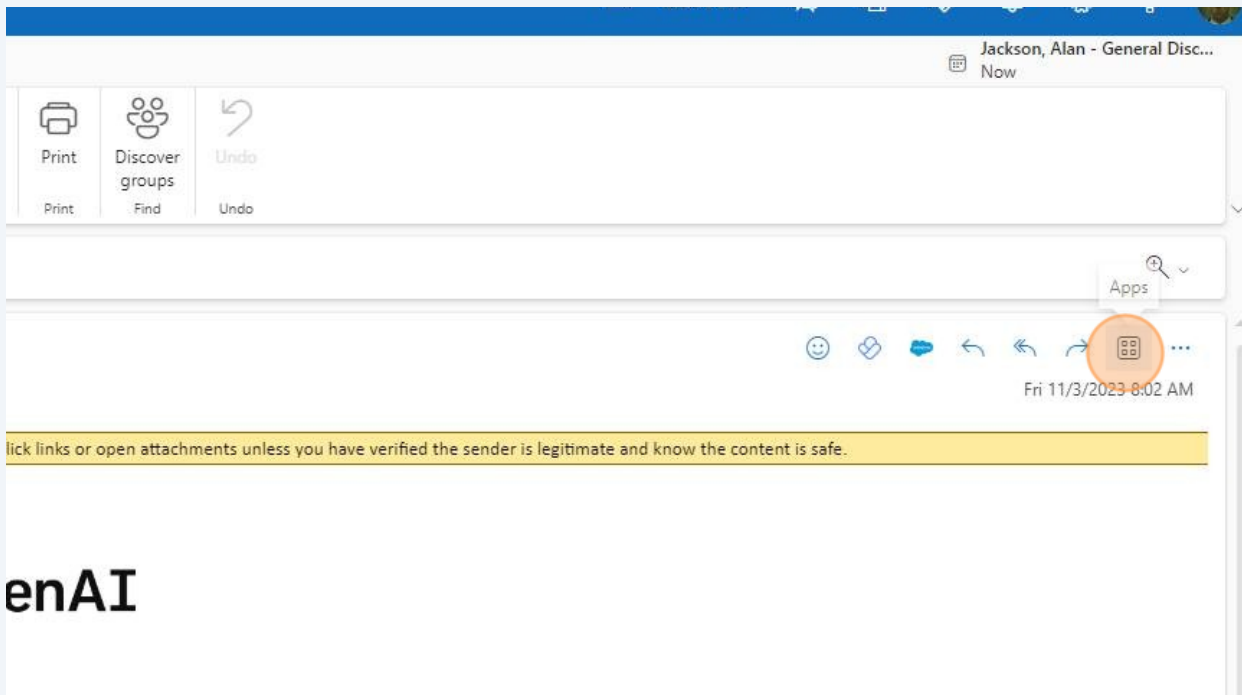 Jackson, Alan - General Disc...
Now
Print
Discover
groups
Undo
Print
Find
Undo
Apps
Fri 11/3/2023 8:02 AM
lick links or open attachments unless you have verified the sender is legitimate and know the content is safe.
enAI